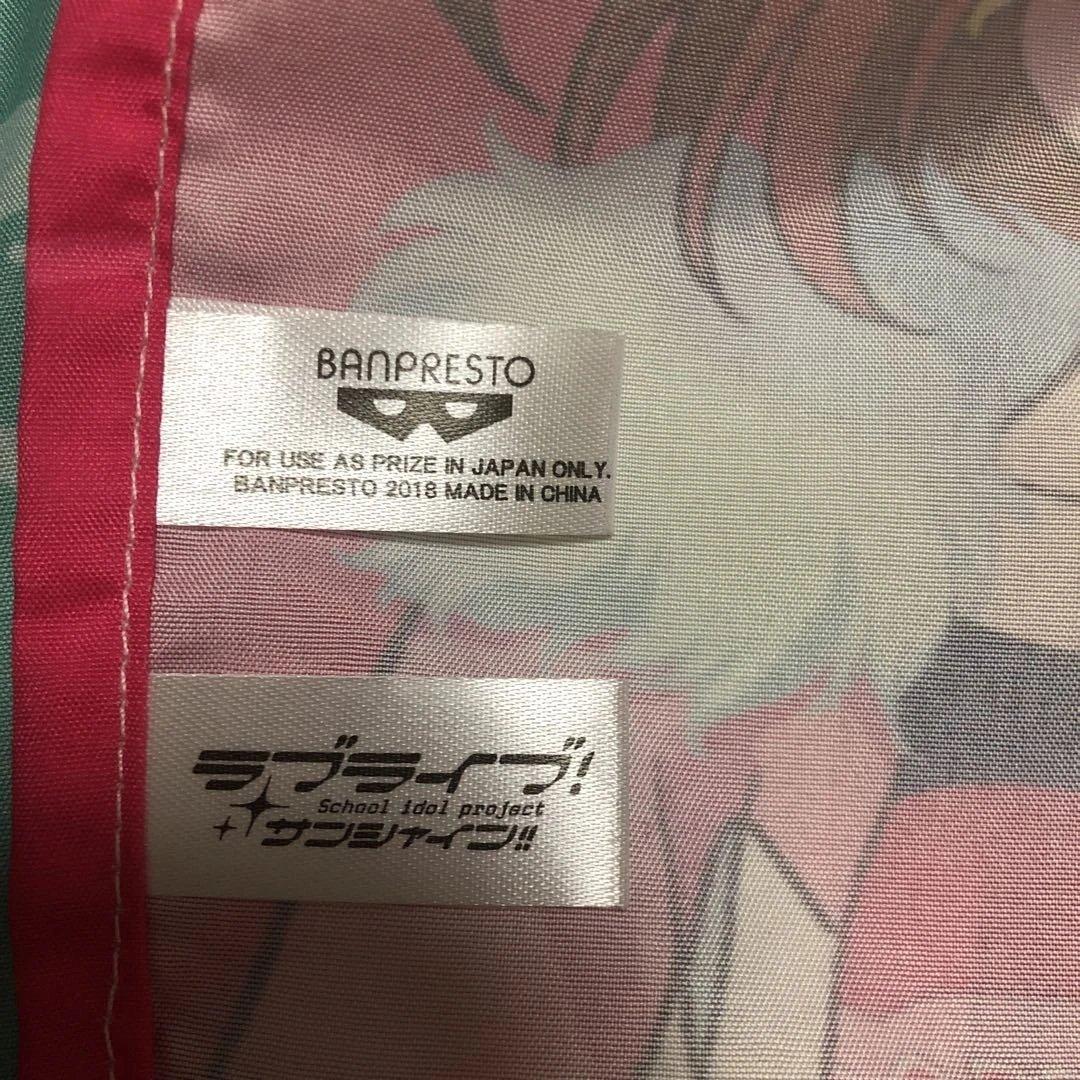 BANPRESTO
FOR USE AS PRIZE IN JAPAN ONLY.
BANPRESTO 2018 MADE IN CHINA
ラブライブ!
School idol project
サンシャイン!!